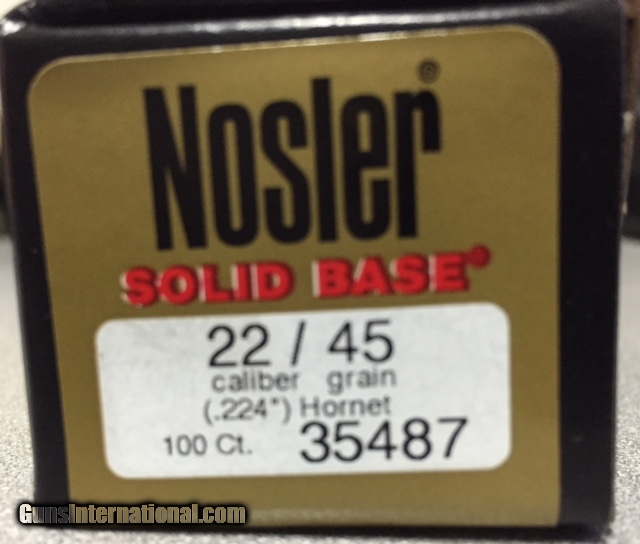 Nosler®
SOLID BASE®
22 / 45
caliber grain
(.224") Hornet
100 Ct. 35487
GunsInternational.com